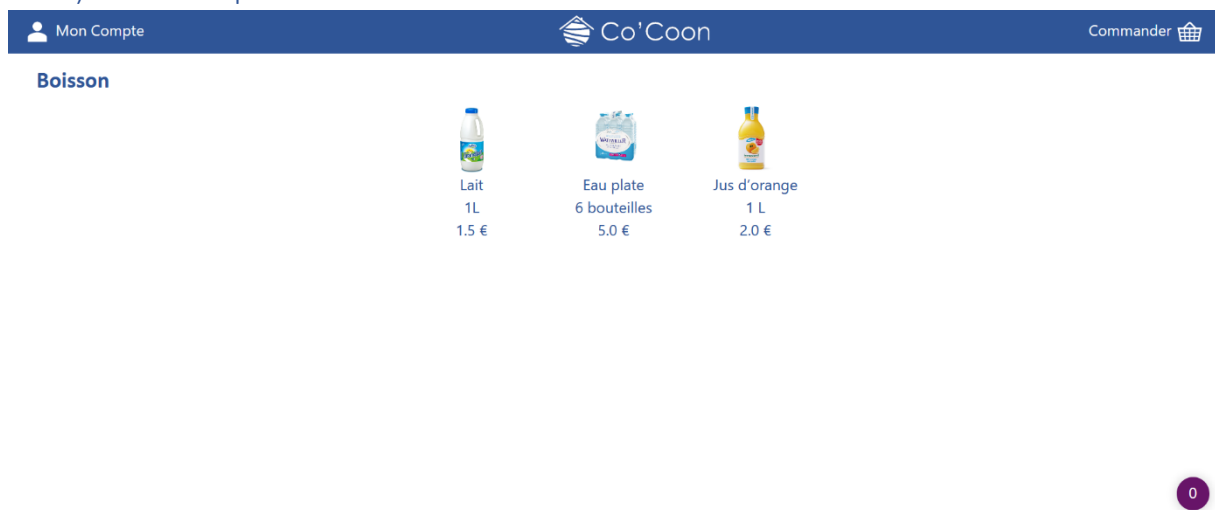 Mon Compte
Co'Coon
Commander
Boisson
Lait
1L
1.5 €
Eau plate
6 bouteilles
5.0 €
Jus d'orange
1 L
2.0 €
0